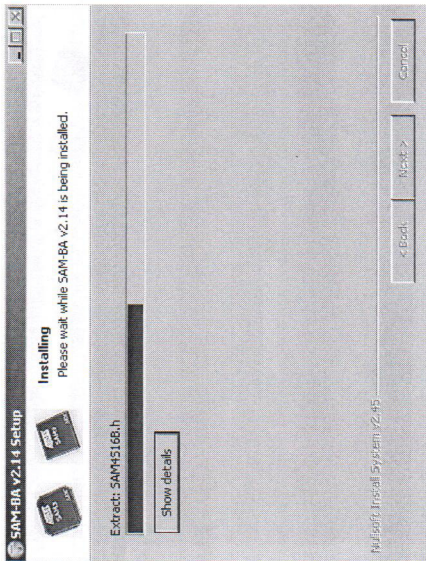 SAM-BA v2.14 Setup
Installing
Please wait while SAM-BA v2.14 is being installed.
Extract: SAM4S16B.h
Show details
Nullsoft Install System v2.45
< Back
Next >
Cancel